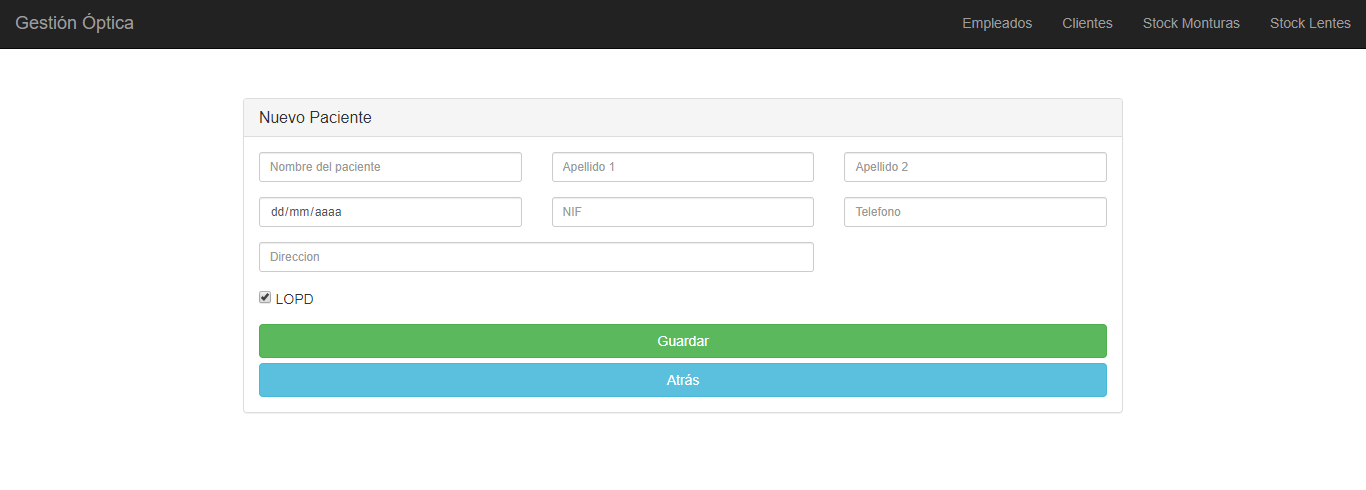 Gestión Óptica Empleados Clientes Stock Monturas Stock Lentes
Nuevo Paciente
Nombre del paciente Apellido 1 Apellido 2
dd/mm/aaaa NIF Telefono
Direccion
LOPD
Guardar
Atrás